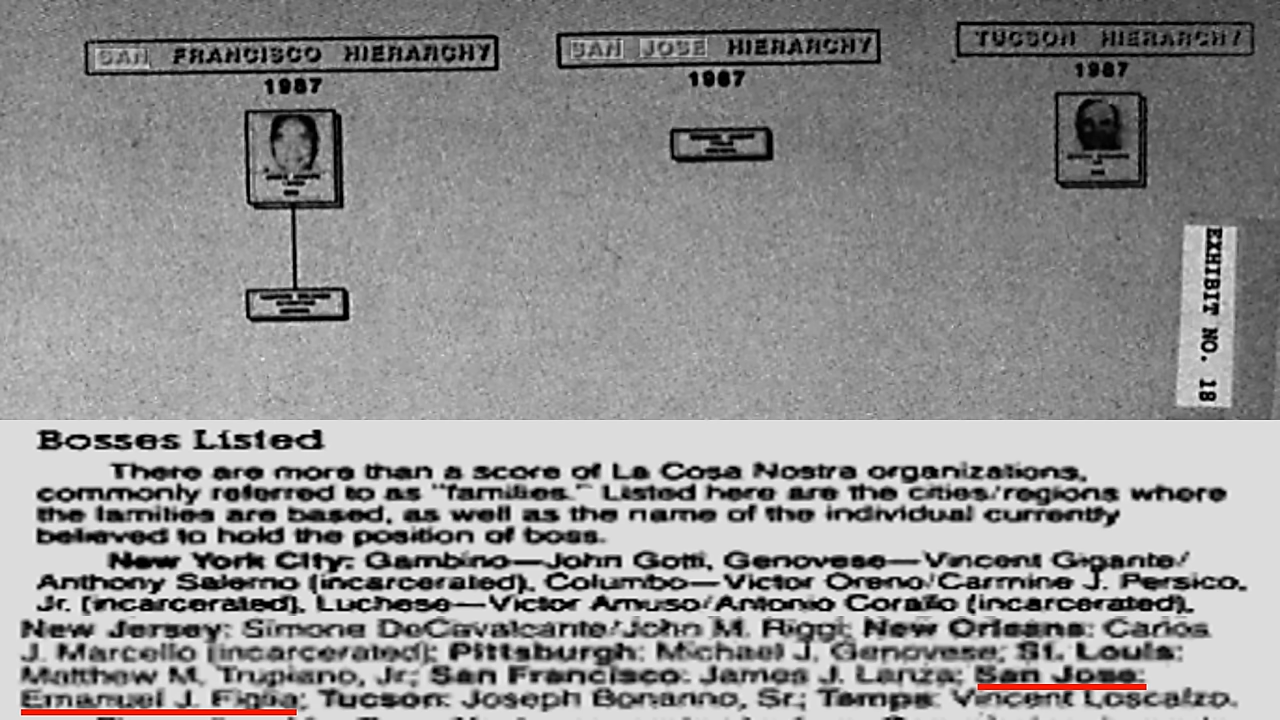 SAN FRANCISCO HIERARCHY
1987
SAN JOSE HIERARCHY
1987
TUCSON HIERARCHY
1987
EXHIBIT NO. 18
Bosses Listed
There are more than a score of La Cosa Nostra organizations,
commonly referred to as "families." Listed here are the cities/regions where
the families are based, as well as the name of the individual currently
believed to hold the position of boss.
New York City: Gambino—John Gotti, Genovese—Vincent Gigante/
Anthony Salerno (incarcerated), Columbo—Victor Oreno/Carmine J. Persico,
Jr. (incarcerated), Luchese—Victor Amuso/Antonio Corallo (incarcerated),
New Jersey: Simone DeCavalcante/John M. Riggi; New Orleans: Carlos
J. Marcello (incarcerated); Pittsburgh: Michael J. Genovese; St. Louis:
Matthew M. Trupiano, Jr; San Francisco: James J. Lanza; San Jose:
Emanuel J. Figlia; Tucson: Joseph Bonanno, Sr.; Tampa: Vincent Loscalzo.